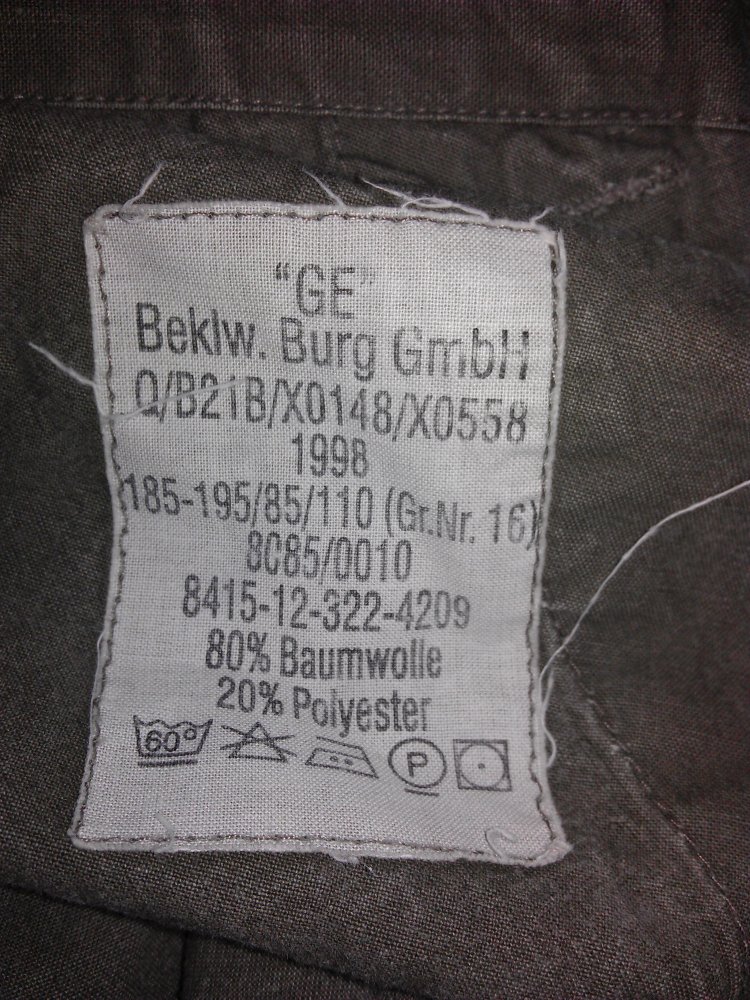 "GE"
Beklw. Burg GmbH
Q/B21B/X0148/X0558
1998
185-195/85/110 (Gr.Nr. 16)
8C85/0010
8415-12-322-4209
80% Baumwolle
20% Polyester
60° P